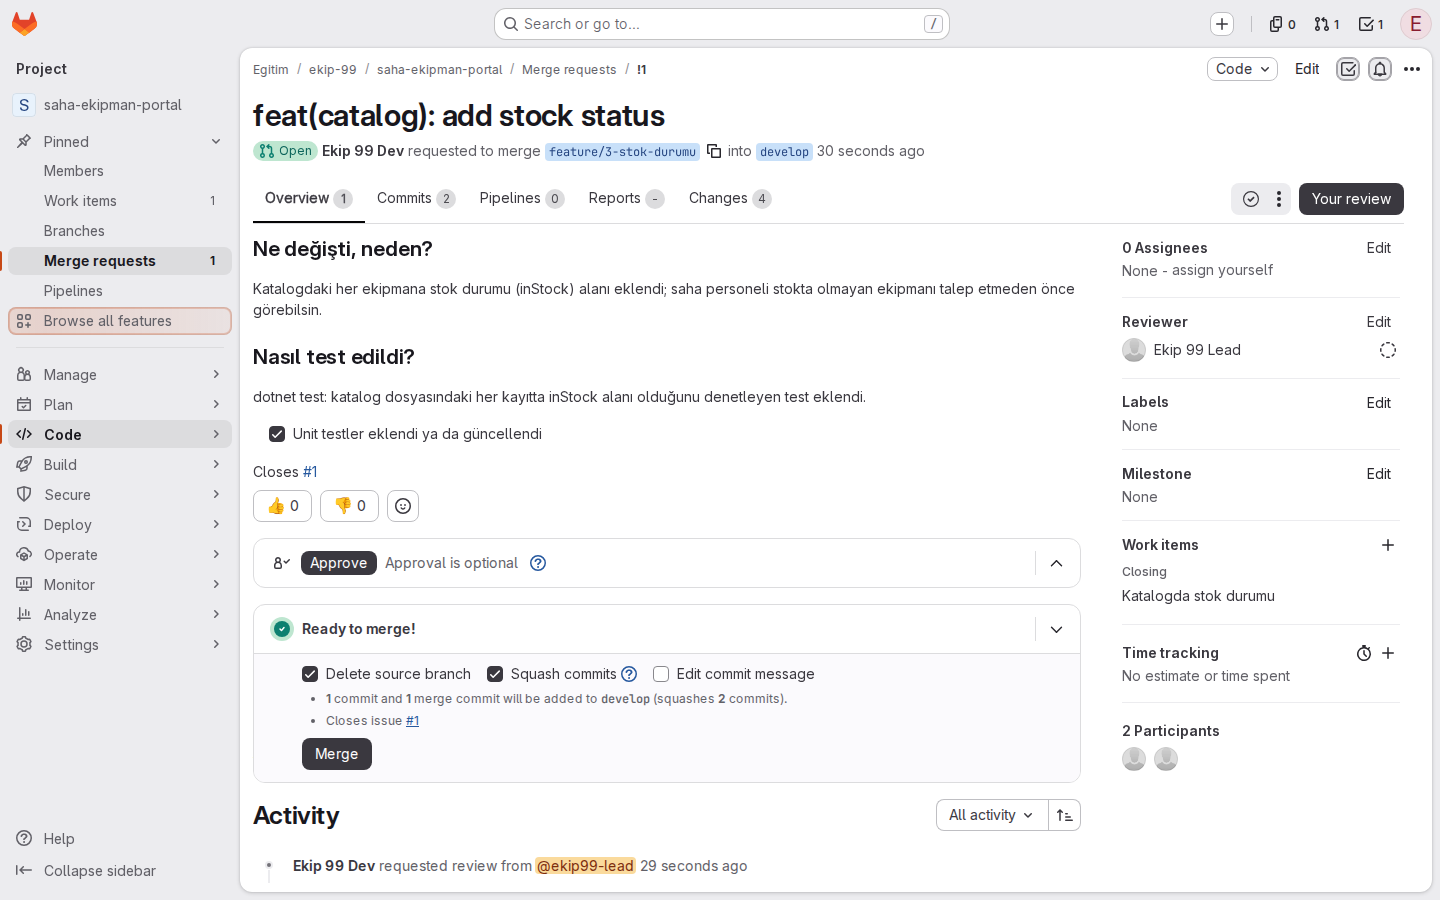 Search or go to...
/
0
1
1
E
Project
S
saha-ekipman-portal
Pinned
Members
Work items
1
Branches
Merge requests
1
Pipelines
Browse all features
Manage
Plan
Code
Build
Secure
Deploy
Operate
Monitor
Analyze
Settings
Help
Collapse sidebar
Egitim / ekip-99 / saha-ekipman-portal / Merge requests / !1
Code
Edit
feat(catalog): add stock status
Open Ekip 99 Dev requested to merge feature/3-stok-durumu into develop 30 seconds ago
Overview 1
Commits 2
Pipelines 0
Reports -
Changes 4
Your review
Ne değişti, neden?
Katalogdaki her ekipmana stok durumu (inStock) alanı eklendi; saha personeli stokta olmayan ekipmanı talep etmeden önce
görebilsin.
Nasıl test edildi?
dotnet test: katalog dosyasındaki her kayıtta inStock alanı olduğunu denetleyen test eklendi.
Unit testler eklendi ya da güncellendi
Closes #1
👍 0
👎 0
Approve Approval is optional
Ready to merge!
Delete source branch
Squash commits
Edit commit message
• 1 commit and 1 merge commit will be added to develop (squashes 2 commits).
• Closes issue #1
Merge
Activity
All activity
Ekip 99 Dev requested review from @ekip99-lead 29 seconds ago
0 Assignees
Edit
None - assign yourself
Reviewer
Edit
Ekip 99 Lead
Labels
Edit
None
Milestone
Edit
None
Work items
Closing
Katalogda stok durumu
Time tracking
No estimate or time spent
2 Participants